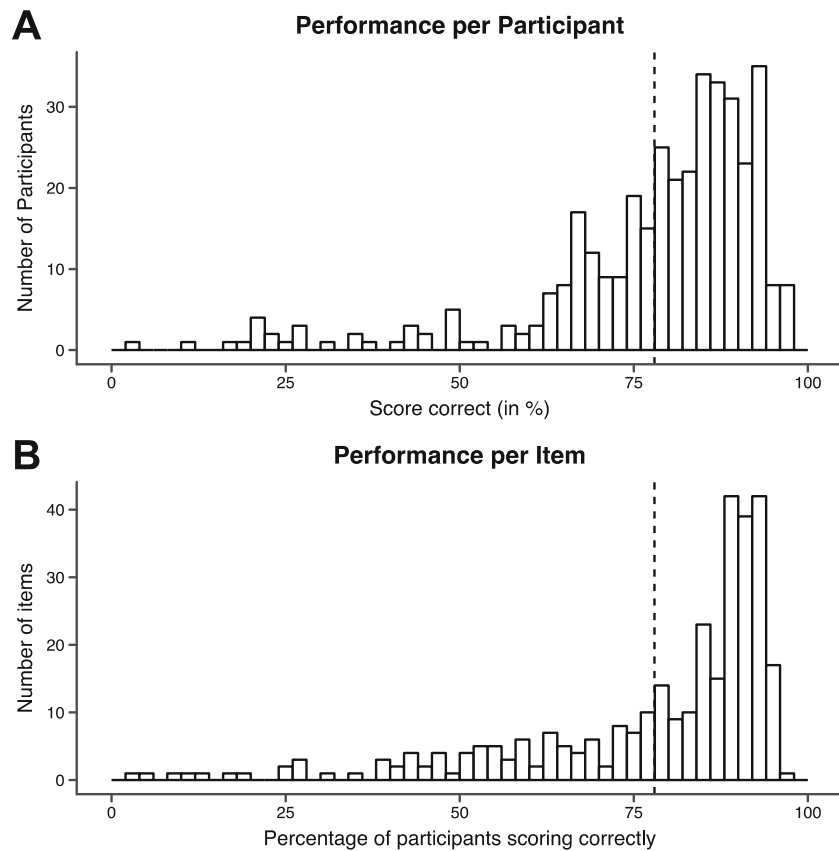 A
Performance per Participant
Number of Participants
30
20
10
0
0 25 50 75 100
Score correct (in %)
B
Performance per Item
Number of items
40
30
20
10
0
0 25 50 75 100
Percentage of participants scoring correctly